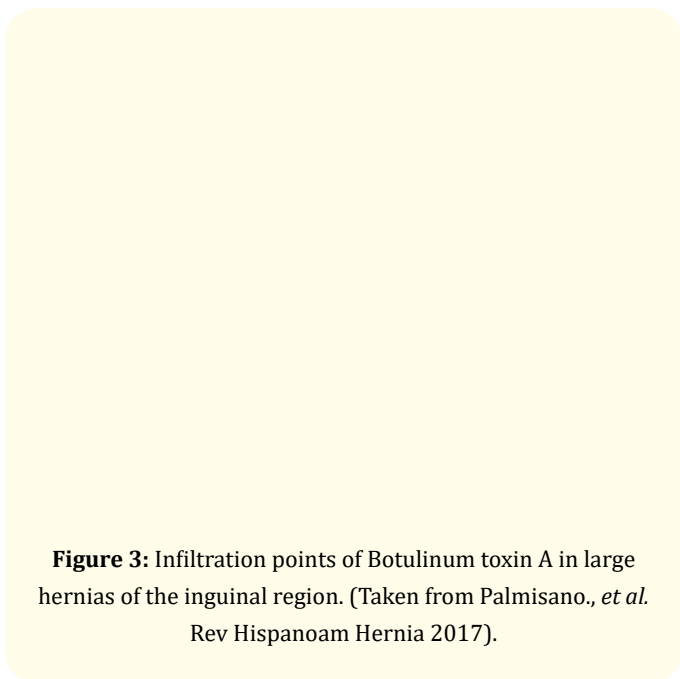 Figure 3: Infiltration points of Botulinum toxin A in large
hernias of the inguinal region. (Taken from Palmisano., et al.
Rev Hispanoam Hernia 2017).